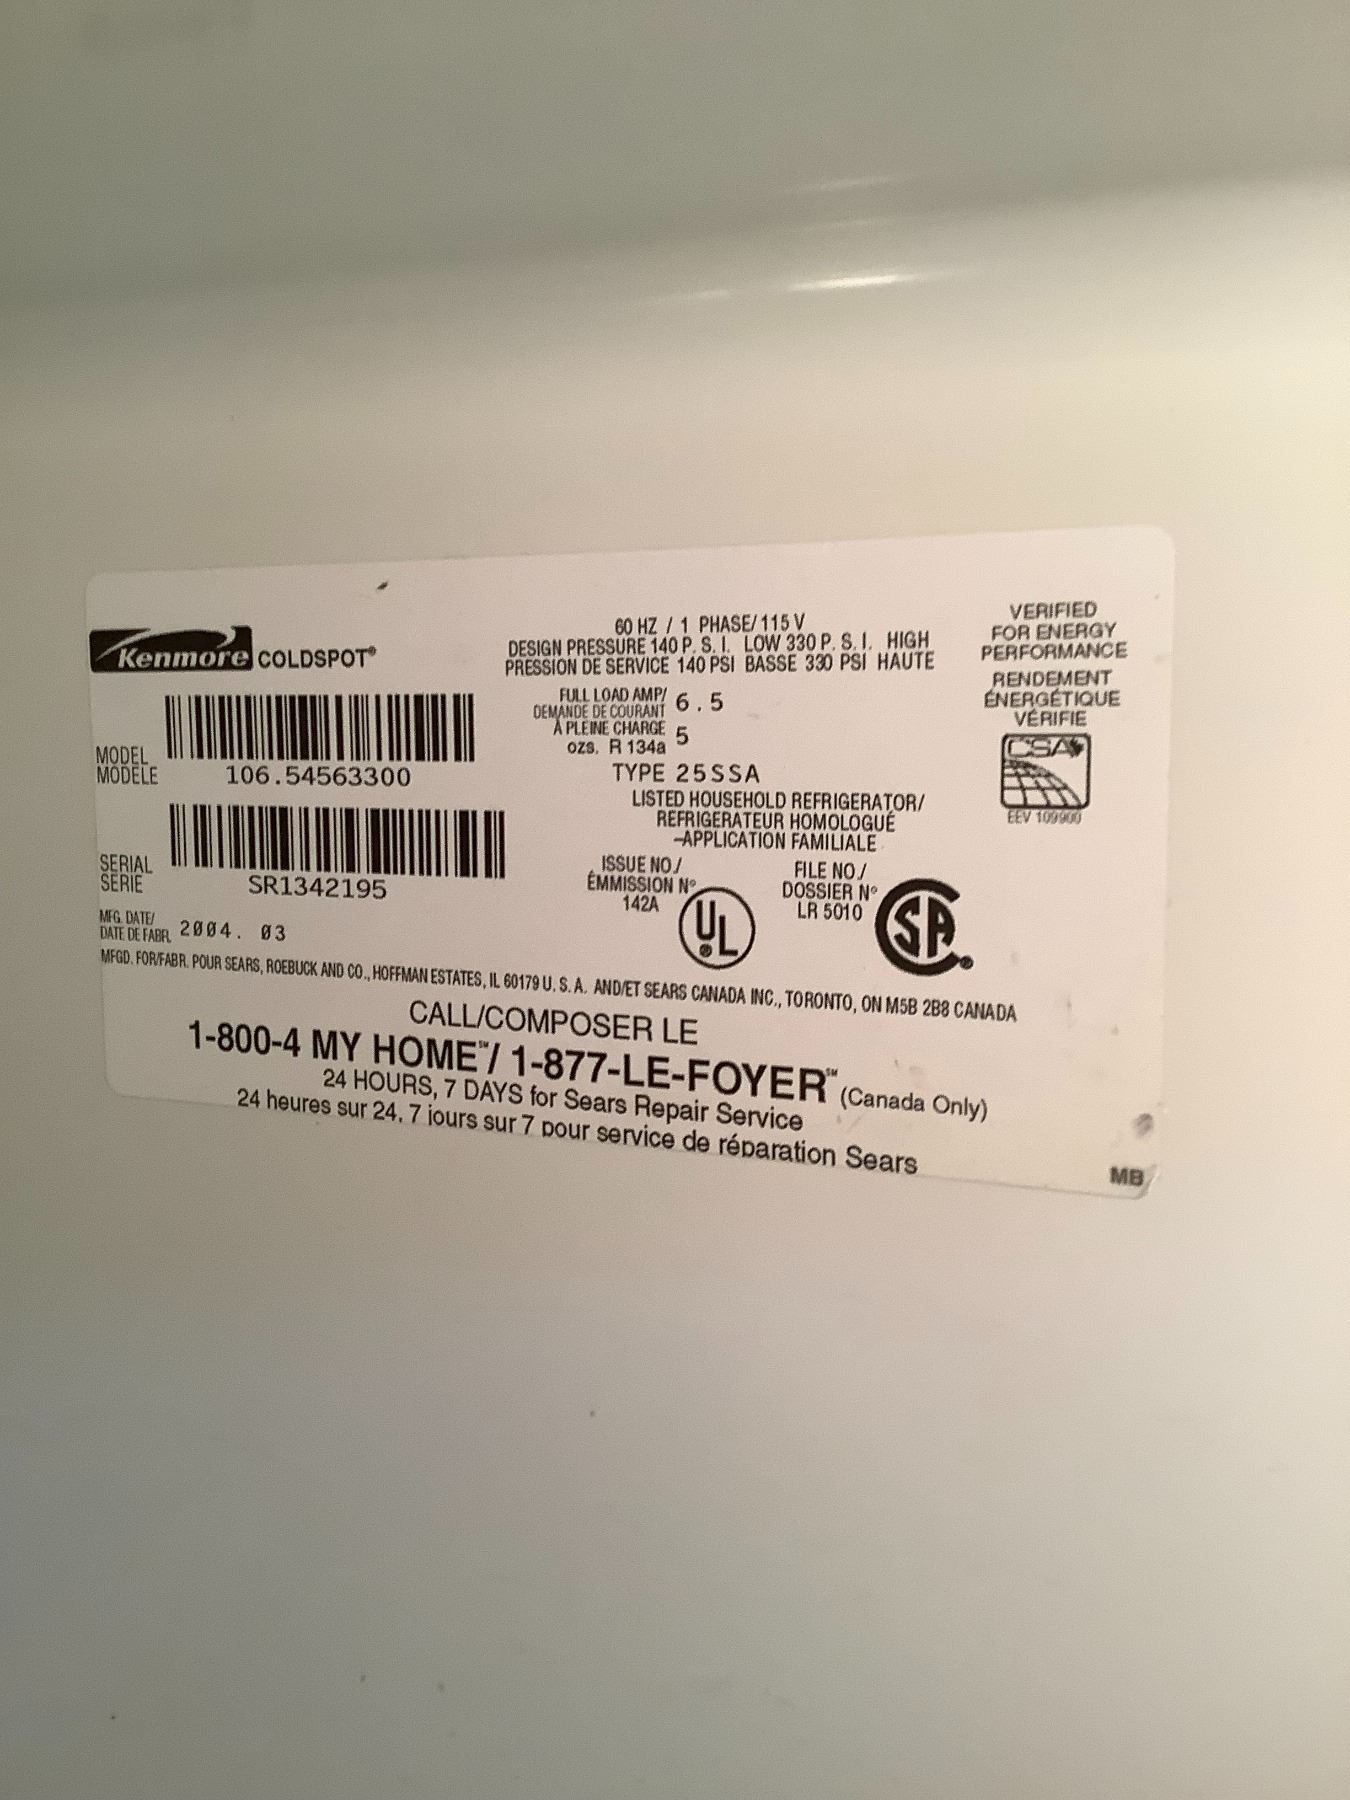 Kenmore COLDSPOT®
MODEL
MODÈLE
106.54563300
SERIAL
SERIE
SR1342195
MFG. DATE/
DATE DE FABR.
2004. 03
60 HZ / 1 PHASE/ 115 V
DESIGN PRESSURE 140 P. S. I. LOW 330 P. S. I. HIGH
PRESSION DE SERVICE 140 PSI BASSE 330 PSI HAUTE
FULL LOAD AMP/
DEMANDE DE COURANT
À PLEINE CHARGE
6.5
ozs. R 134a 5
TYPE 25SSA
LISTED HOUSEHOLD REFRIGERATOR/
REFRIGERATEUR HOMOLOGUÉ
-APPLICATION FAMILIALE
ISSUE NO./
ÉMMISSION Nº
142A
UL
®
FILE NO./
DOSSIER Nº
LR 5010
SA
®
VERIFIED
FOR ENERGY
PERFORMANCE
RENDEMENT
ÉNERGÉTIQUE
VÉRIFIE
CSA
EEV 109900
MFGD. FOR/FABR. POUR SEARS, ROEBUCK AND CO., HOFFMAN ESTATES, IL 60179 U. S. A. AND/ET SEARS CANADA INC., TORONTO, ON M5B 2B8 CANADA
CALL/COMPOSER LE
1-800-4 MY HOME℠/ 1-877-LE-FOYER℠ (Canada Only)
24 HOURS, 7 DAYS for Sears Repair Service
24 heures sur 24, 7 jours sur 7 pour service de réparation Sears
MB